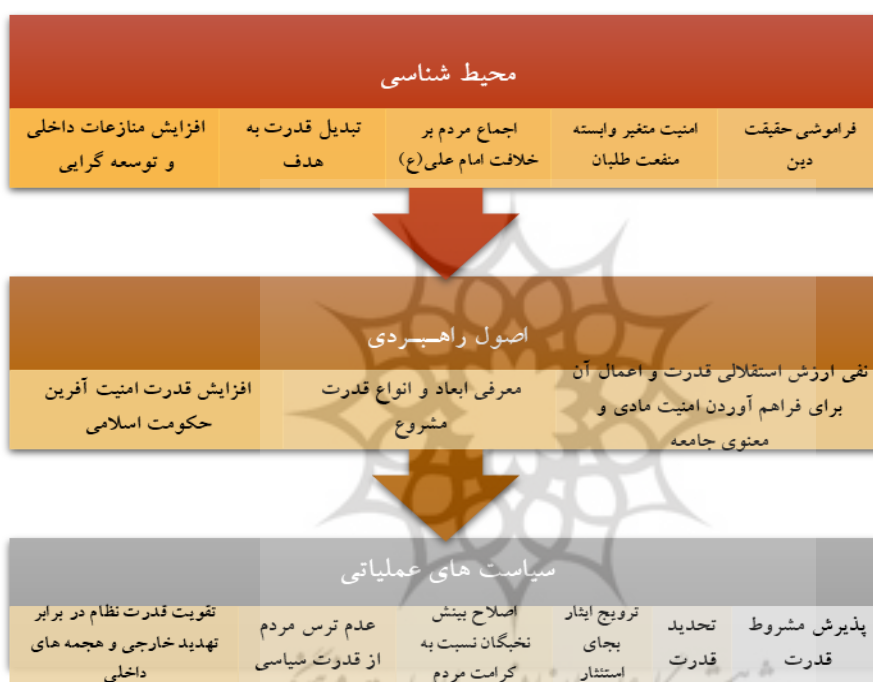 محیط شناسی
فراموشی حقیقت
دین
امنیت متغیر وابسته
منفعت طلبان
اجماع مردم بر
خلافت امام علی(ع)
تبدیل قدرت به
هدف
افزایش منازعات داخلی
و توسعه گرایی
اصول راهـبــردی
نفی ارزش استقلالی قدرت و اعمال آن
برای فراهم آوردن امنیت مادی و
معنوی جامعه
معرفی ابعاد و انواع قدرت
مشروع
افزایش قدرت امنیت آفرین
حکومت اسلامی
سیاست های عملیاتی
پذیرش مشروط
قدرت
تحدید
قدرت
ترویج ایثار
بجای
استئثار
اصلاح بینش
نخبگان نسبت به
کرامت مردم
عدم ترس مردم
از قدرت سیاسی
تقویت قدرت نظام در برابر
تهدید خارجی و هجمه های
داخلی